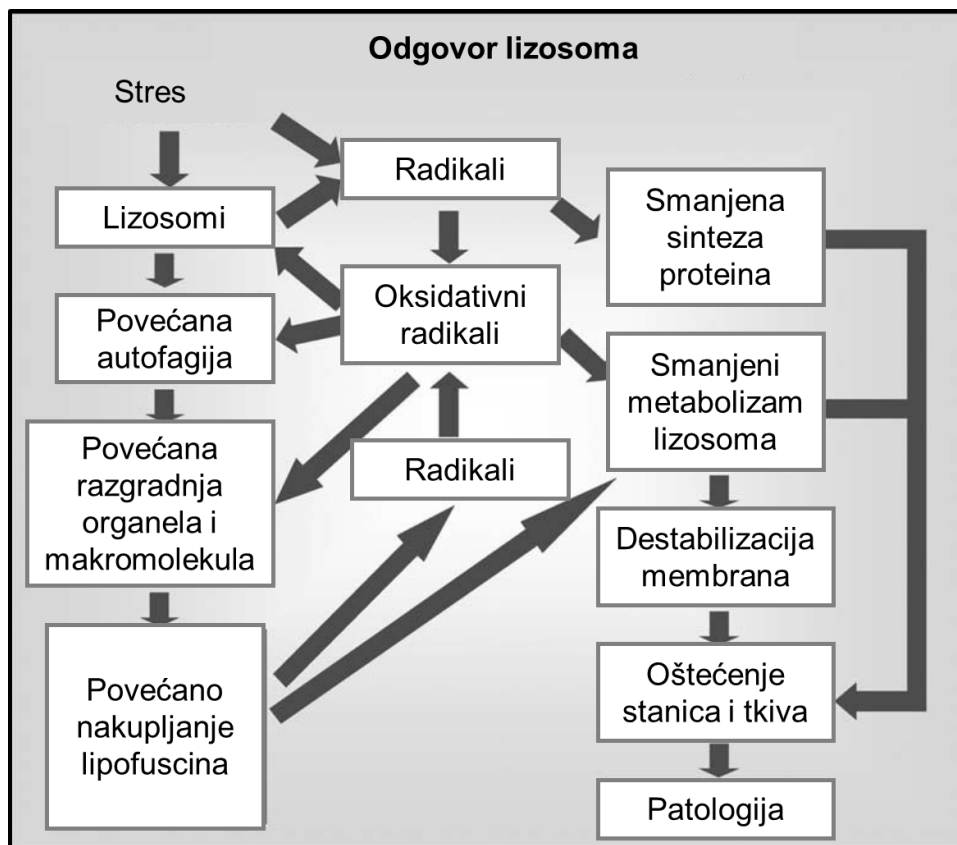 Odgovor lizosoma
Stres
Radikali
Lizosomi
Smanjena
sinteza
proteina
Oksidativni
radikali
Povećana
autofagija
Smanjeni
metabolizam
lizosoma
Povećana
razgradnja
organela i
makromolekula
Radikali
Destabilizacija
membrana
Povećano
nakupljanje
lipofuscina
Oštećenje
stanica i tkiva
Patologija